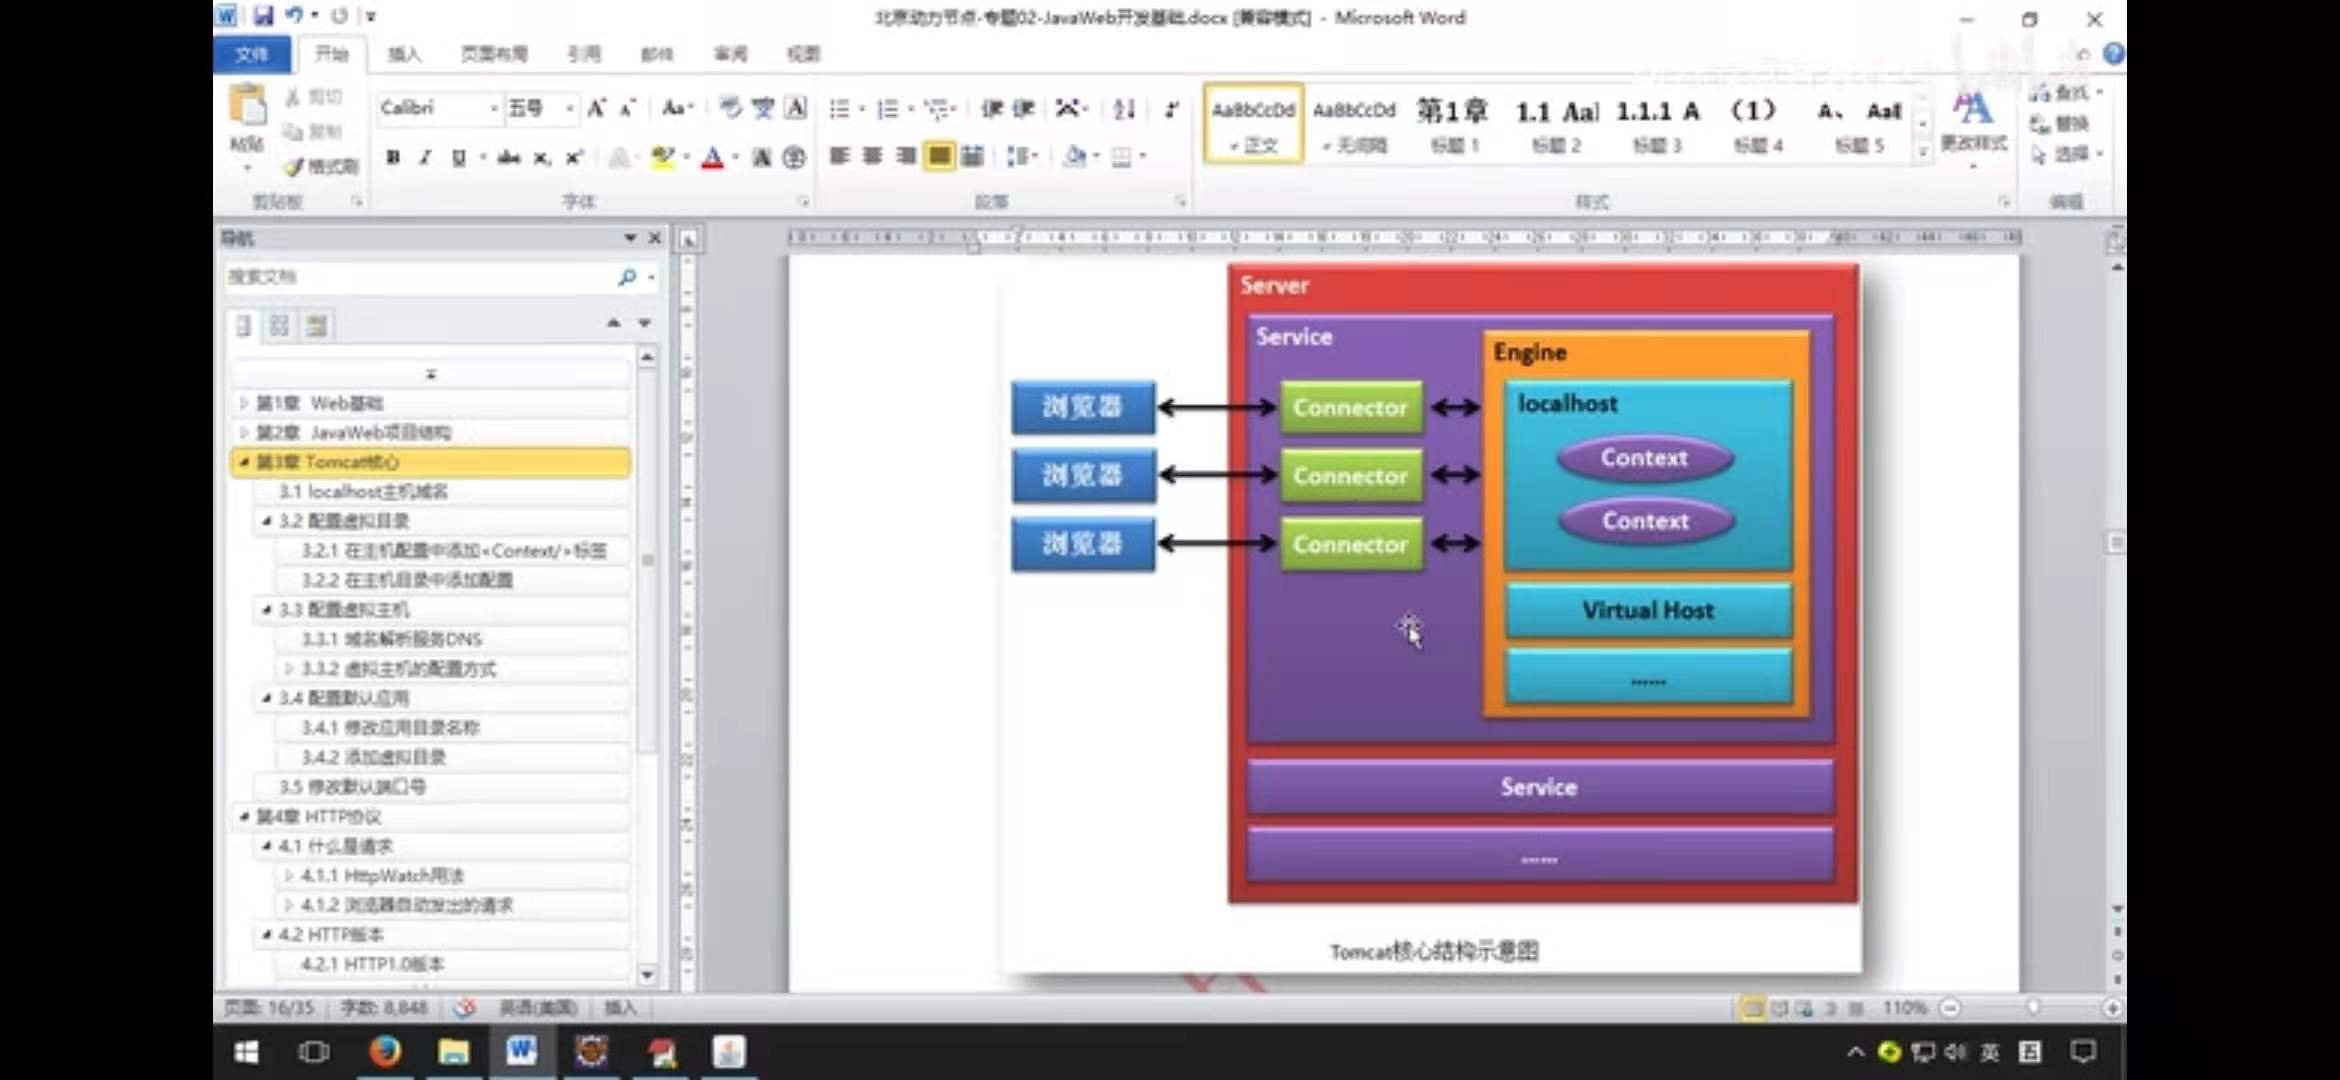 北京动力节点-专题02-JavaWeb开发基础.docx [兼容模式] - Microsoft Word
文件 开始 插入 页面布局 引用 邮件 审阅 视图
粘贴 剪切 复制 格式刷
Calibri 五号
AaBbCcDd AaBbCcDd 第1章 1.1 Aal 1.1.1 A (1) A、 AaB
正文 无间隔 标题 1 标题 2 标题 3 标题 4 标题 5
更改样式
查找 替换 选择
剪贴板 字体 段落 样式 编辑
导航
搜索文档
第1章 Web基础
第2章 JavaWeb项目结构
第3章 Tomcat核心
3.1 localhost主机域名
3.2 配置虚拟目录
3.2.1 在主机配置中添加<Context/>标签
3.2.2 在主机目录中添加配置
3.3 配置虚拟主机
3.3.1 域名解析服务DNS
3.3.2 虚拟主机的配置方式
3.4 配置默认应用
3.4.1 修改应用目录名称
3.4.2 添加虚拟目录
3.5 修改默认端口号
第4章 HTTP协议
4.1 什么是请求
4.1.1 HttpWatch用法
4.1.2 浏览器自动发出的请求
4.2 HTTP版本
4.2.1 HTTP1.0版本
Server
Service
Engine
浏览器 Connector localhost
Context
浏览器 Connector
Context
浏览器 Connector
Virtual Host
......
Service
......
Tomcat核心结构示意图
页面: 16/35 字数: 8,848 英语(美国) 插入 110%
英